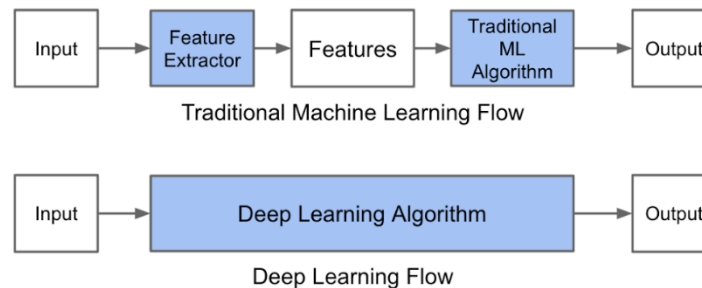 Input
Feature
Extractor
Features
Traditional
ML
Algorithm
Output
Traditional Machine Learning Flow
Input
Deep Learning Algorithm
Output
Deep Learning Flow